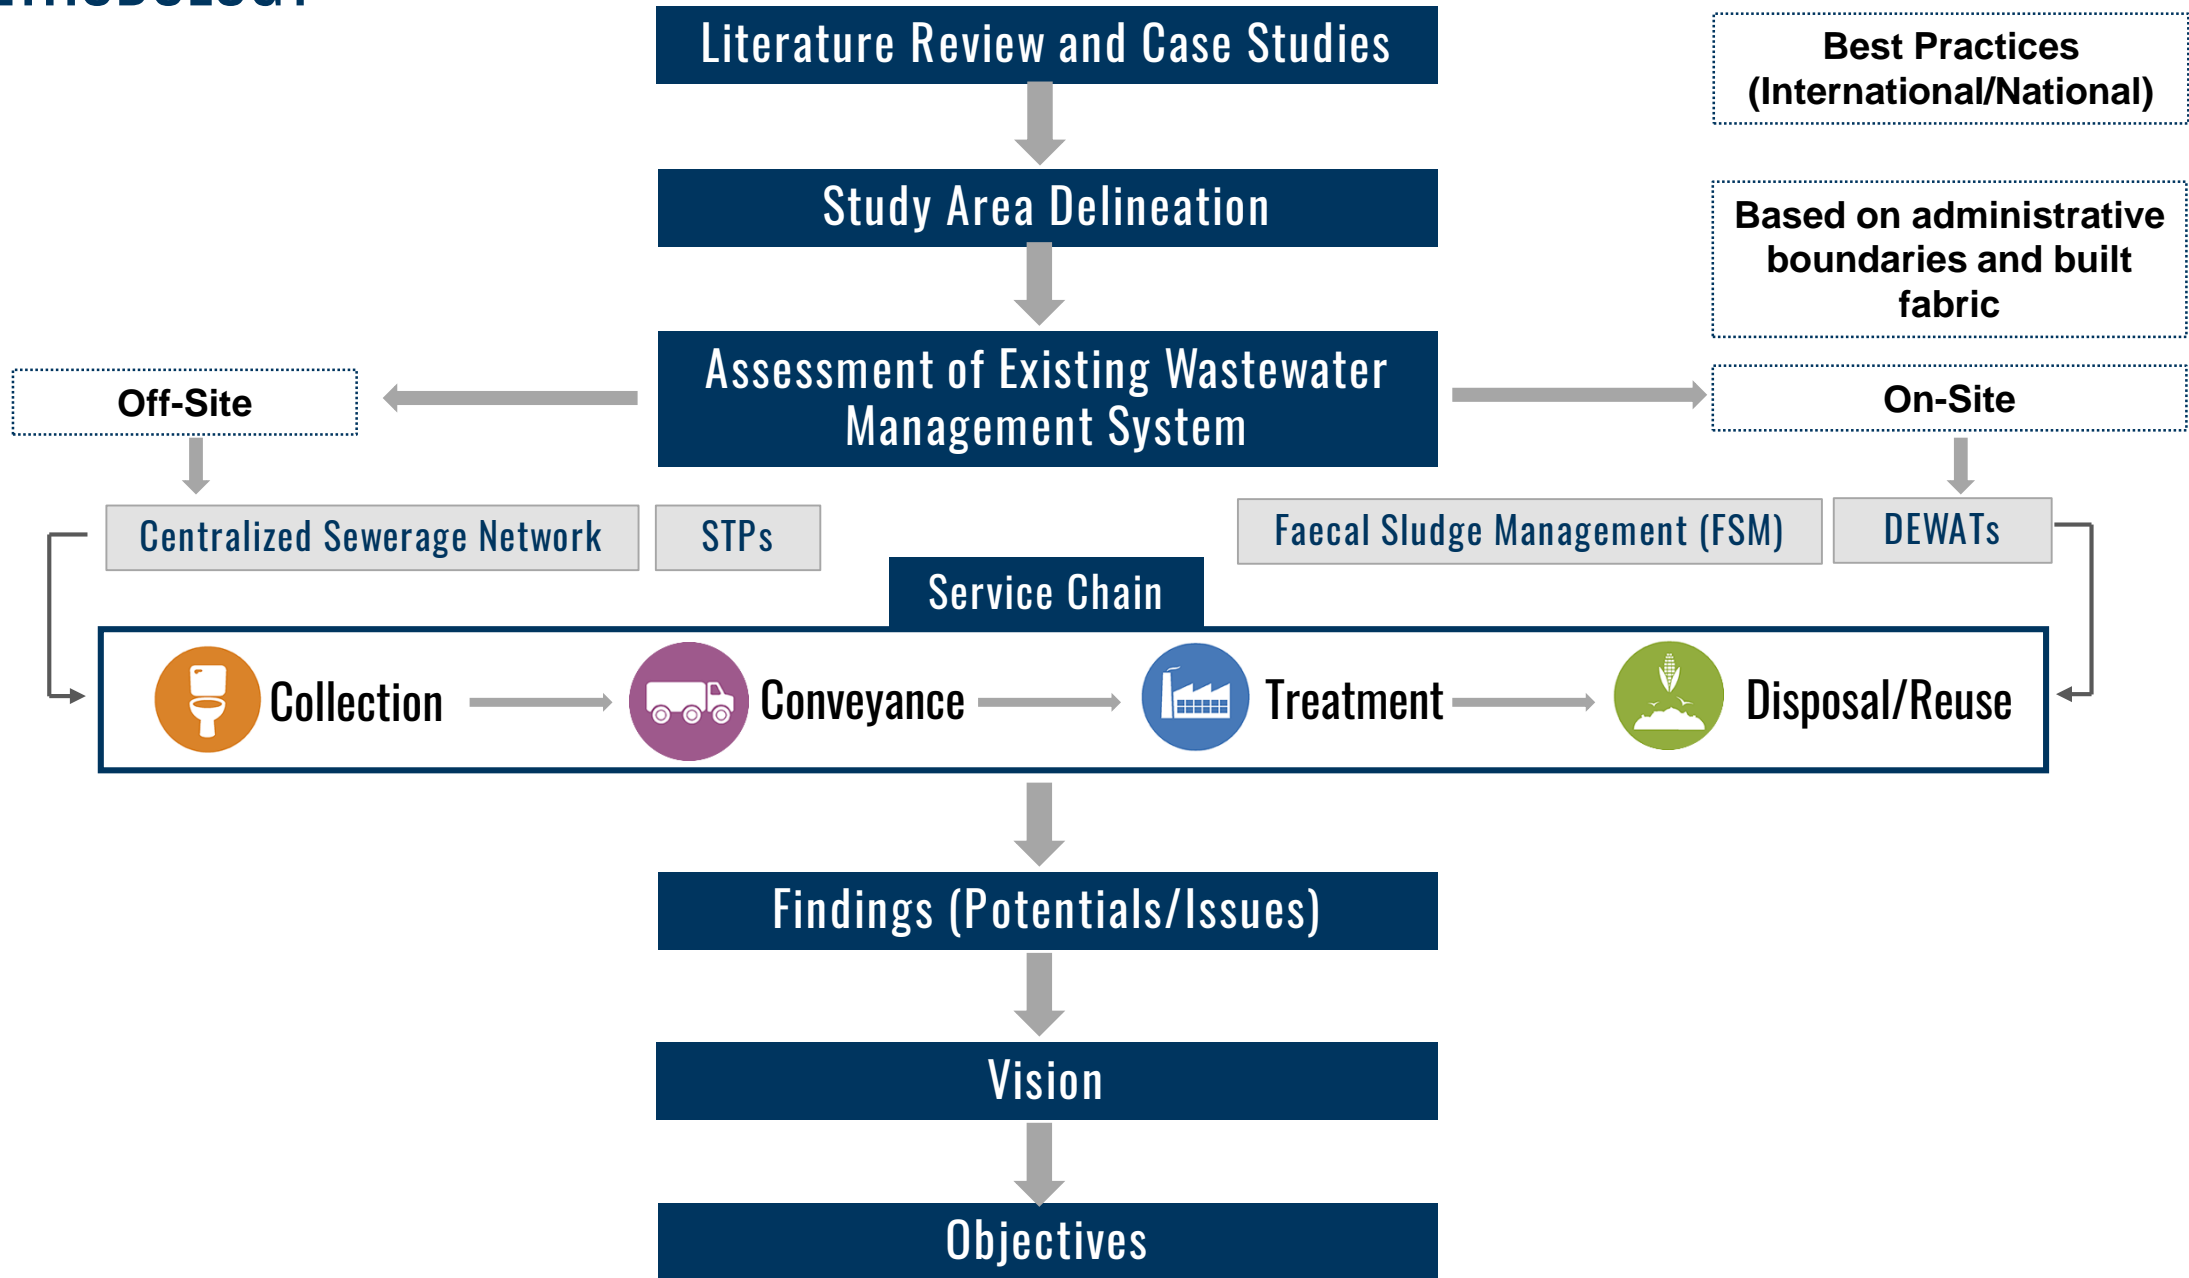 Literature Review and Case Studies
Best Practices
(International/National)
Study Area Delineation
Based on administrative
boundaries and built
fabric
Assessment of Existing Wastewater
Management System
Off-Site
On-Site
Centralized Sewerage Network
STPs
Faecal Sludge Management (FSM)
DEWATs
Service Chain
Collection
Conveyance
Treatment
Disposal/Reuse
Findings (Potentials/Issues)
Vision
Objectives